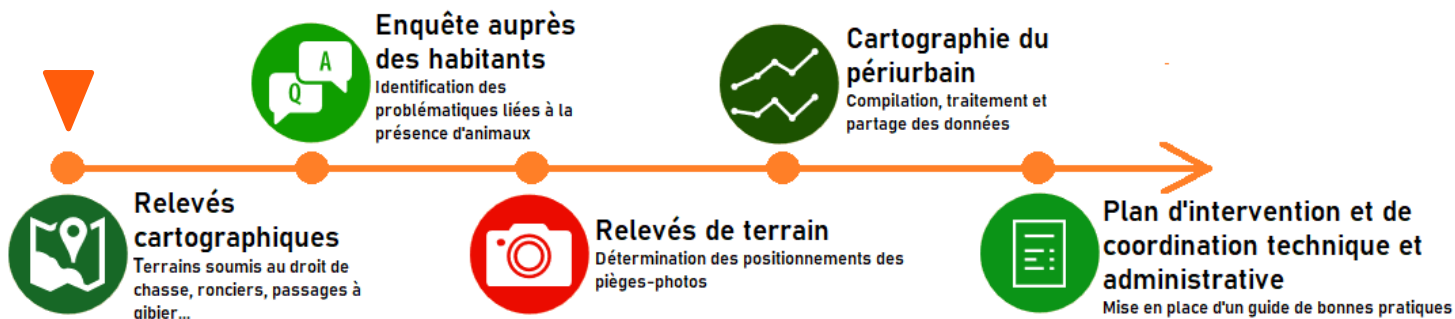 Enquête auprès
des habitants
Identification des
problématiques liées à la
présence d'animaux
A
Q
Cartographie du
périurbain
Compilation, traitement et
partage des données
Relevés
cartographiques
Terrains soumis au droit de
chasse, ronciers, passages à
gibier...
Relevés de terrain
Détermination des positionnements des
pièges-photos
Plan d'intervention et de
coordination technique et
administrative
Mise en place d'un guide de bonnes pratiques